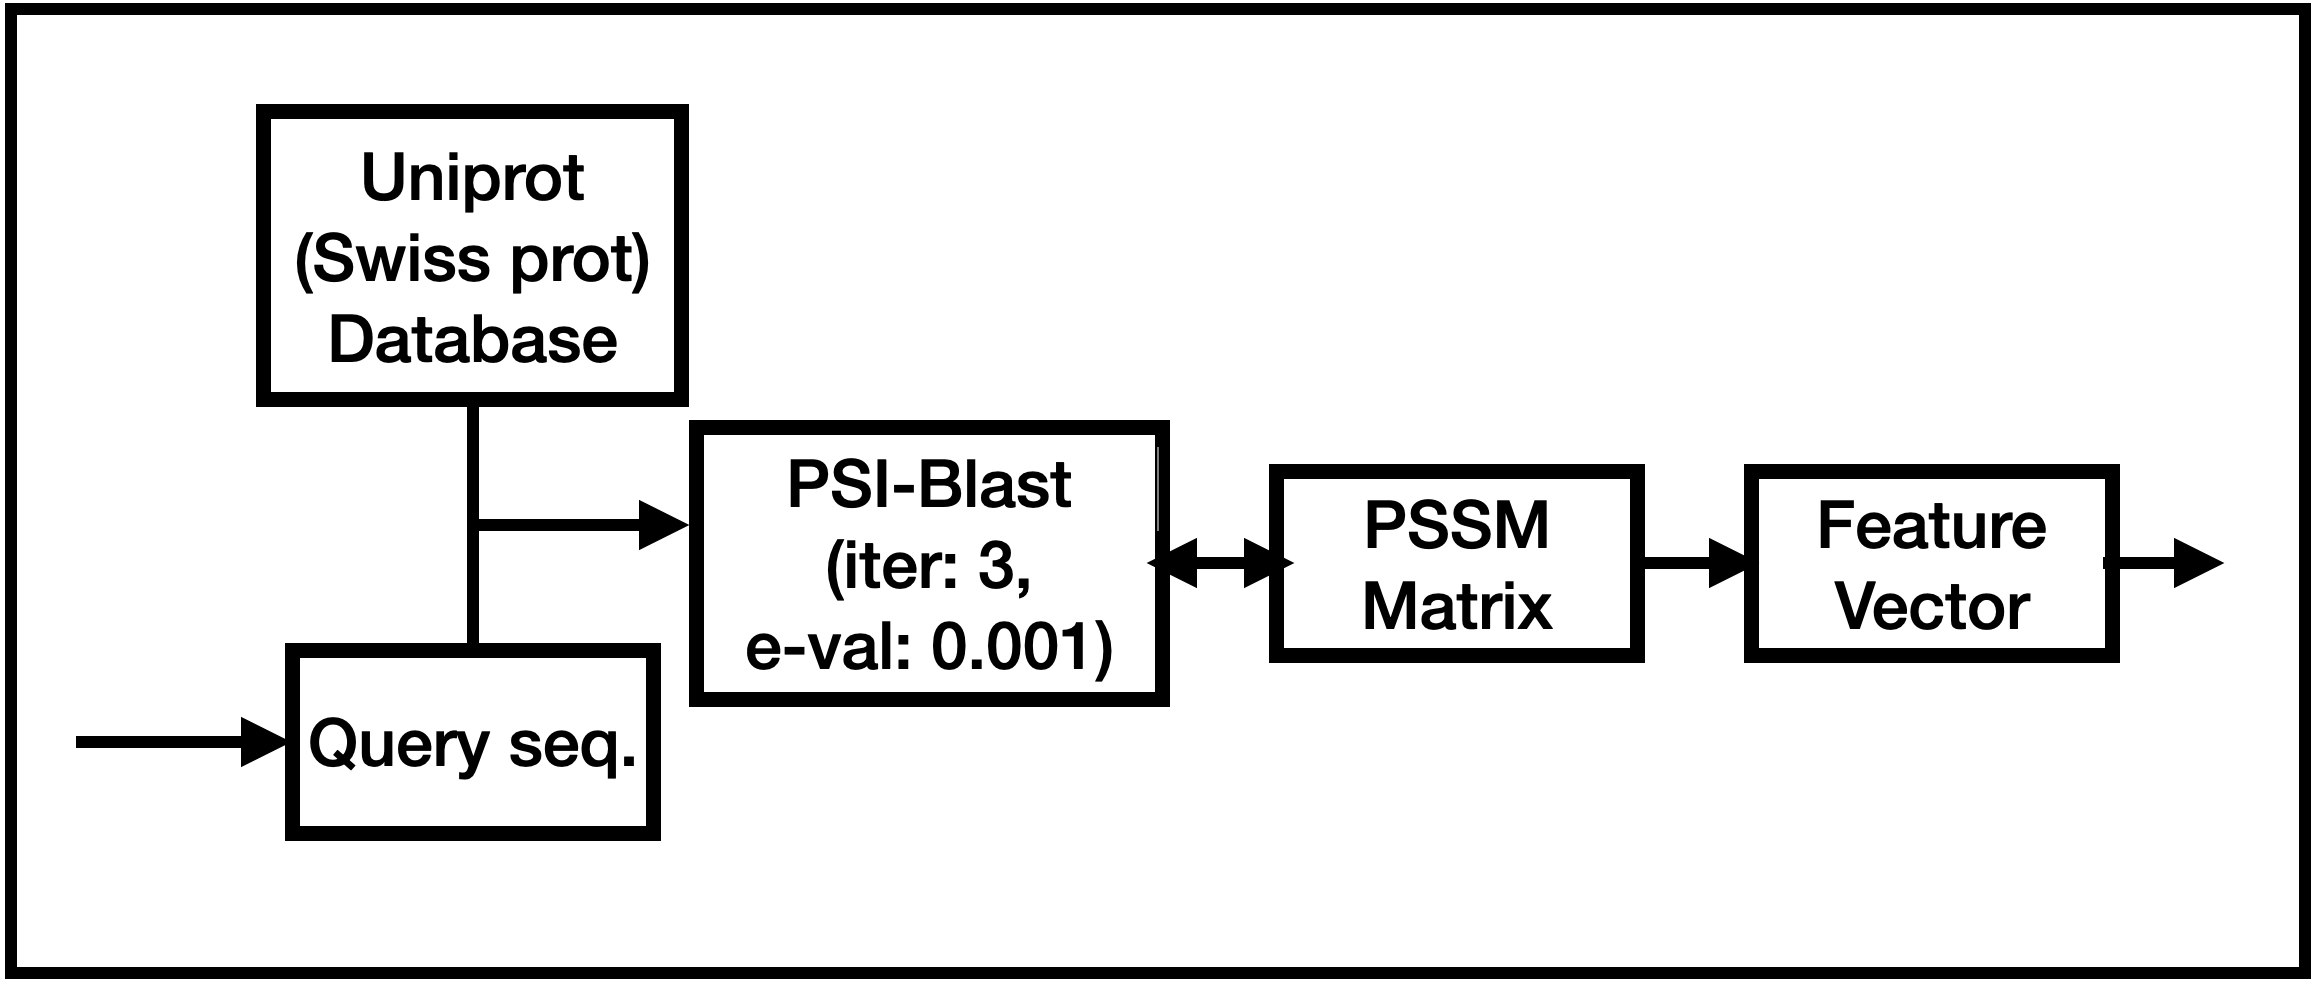 Uniprot
(Swiss prot)
Database
PSI-Blast
(iter: 3,
e-val: 0.001)
PSSM
Matrix
Feature
Vector
Query seq.